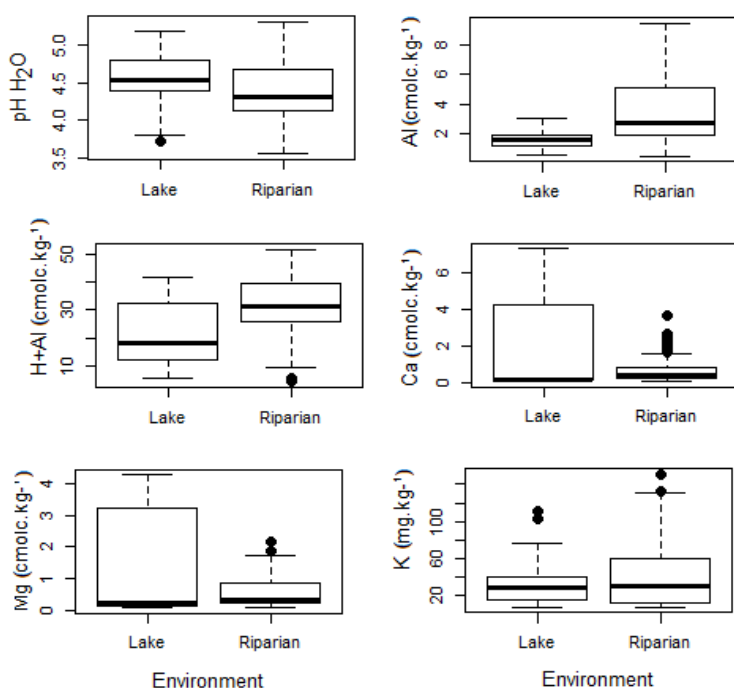 pH H₂O
5.0
4.5
4.0
3.5
Lake
Riparian
Al (cmolc.kg-¹)
8
6
4
2
Lake
Riparian
H+Al (cmolc.kg-¹)
50
30
10
Lake
Riparian
Ca (cmolc.kg-¹)
6
4
2
0
Lake
Riparian
Mg (cmolc.kg-¹)
4
3
2
1
0
Lake
Riparian
Environment
K (mg.kg-¹)
100
60
20
Lake
Riparian
Environment